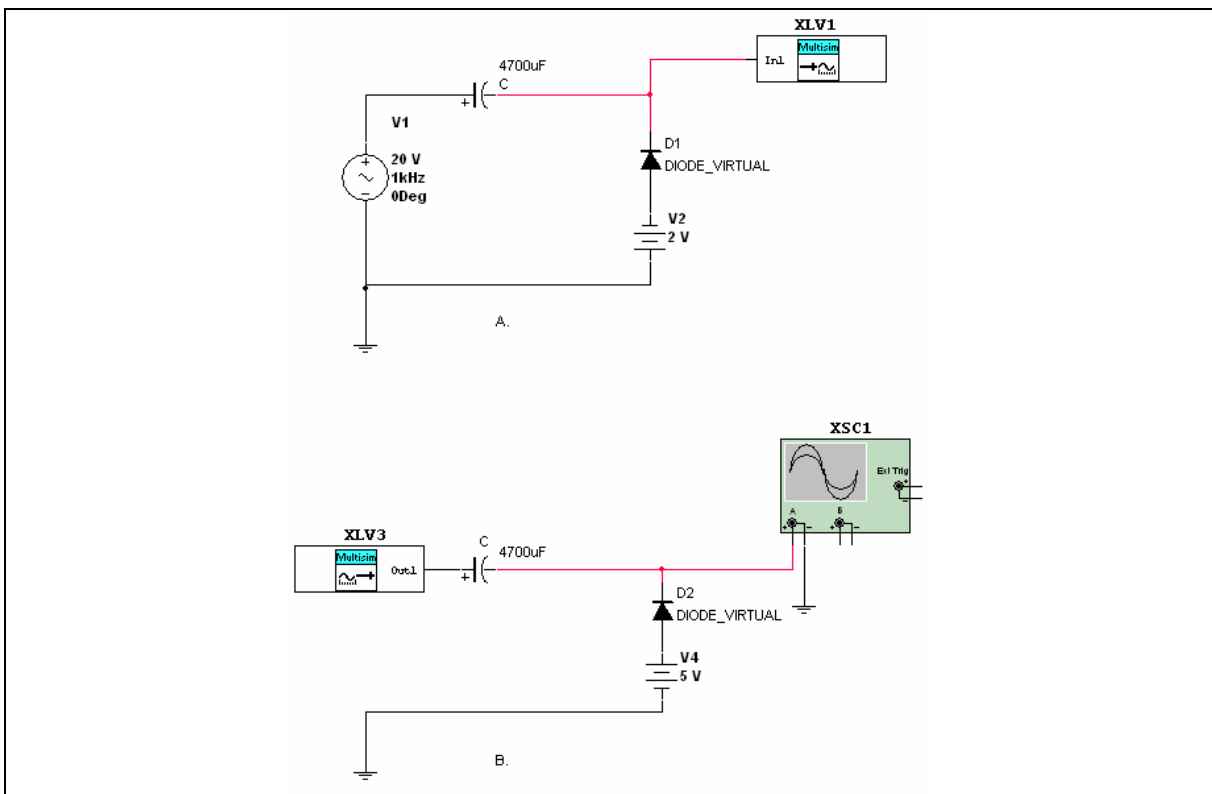 XLV1
Multisim
In1
4700uF
C
+
V1
20 V
1kHz
0Deg
D1
DIODE_VIRTUAL
V2
2 V
A.
XSC1
Ext Trig
+
−
A
B
+ − + −
XLV3
Multisim
Out1
C
4700uF
+
D2
DIODE_VIRTUAL
V4
5 V
B.